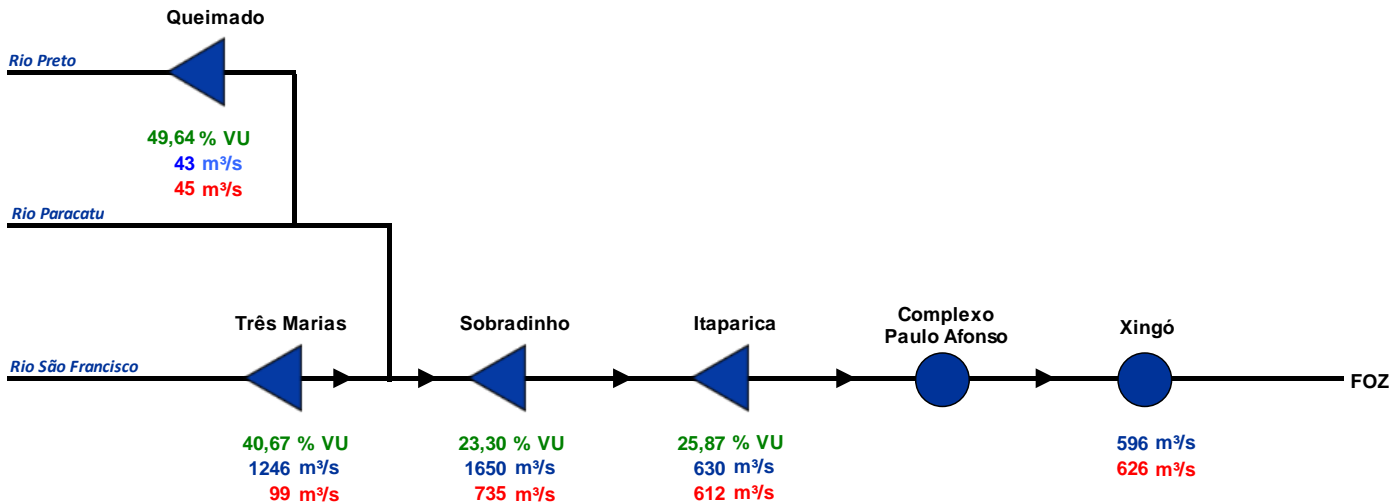 Queimado
Rio Preto
49,64 % VU
43 m³/s
45 m³/s
Rio Paracatu
Três Marias
Sobradinho
Itaparica
Complexo
Paulo Afonso
Xingó
Rio São Francisco
FOZ
40,67 % VU
1246 m³/s
99 m³/s
23,30 % VU
1650 m³/s
735 m³/s
25,87 % VU
630 m³/s
612 m³/s
596 m³/s
626 m³/s